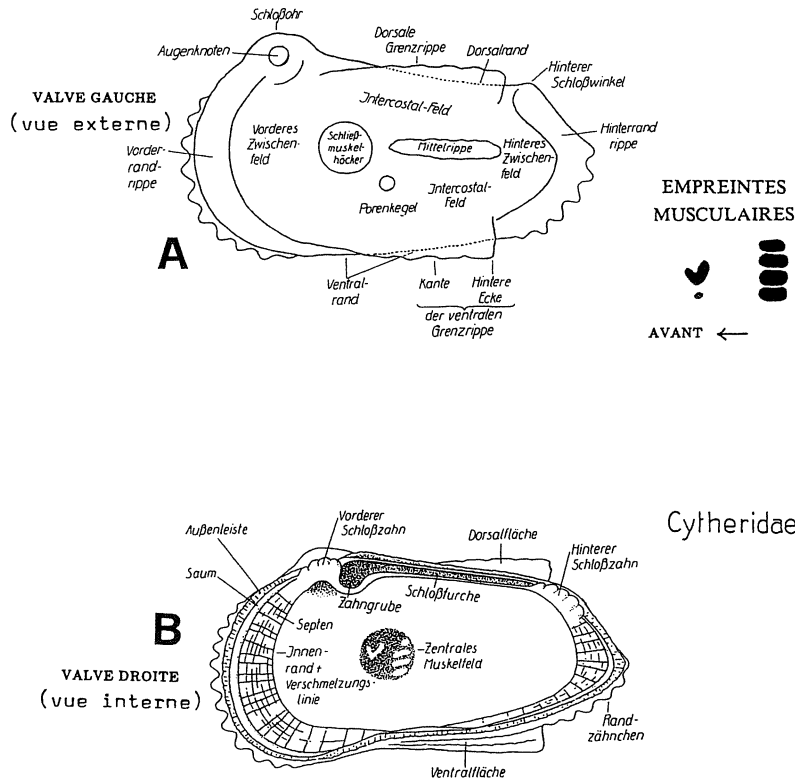 Schloßohr
Augenknoten
Dorsale
Grenzrippe
Dorsalrand
Hinterer
Schloßwinkel
VALVE GAUCHE
(vue externe)
Intercostal-Feld
Vorderes
Zwischen-
feld
Schließ-
muskel-
höcker
Mittelrippe
Hinteres
Zwischen-
feld
Hinterrand
rippe
Vorder-
rand-
rippe
Intercostal-
Feld
Porenkegel
EMPREINTES
MUSCULAIRES
A
Ventral-
rand
Kante
Hintere
Ecke
der ventralen
Grenzrippe
AVANT
Cytheridae
Außenleiste
Vorderer
Schloßzahn
Dorsalfläche
Hinterer
Schloßzahn
Saum
Zahngrube
Schloßfurche
Septen
B
Innen-
rand +
Verschmelzungs-
linie
Zentrales
Muskelfeld
VALVE DROITE
(vue interne)
Rand-
zähnchen
Ventralfläche